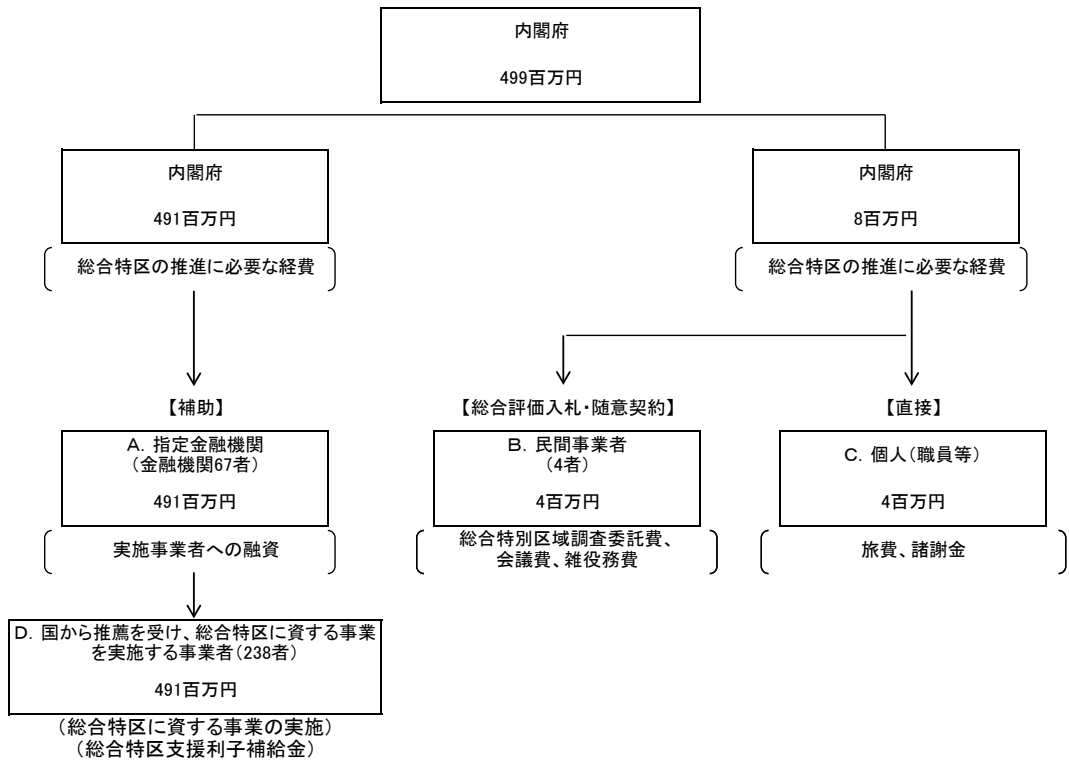 内閣府
499百万円
内閣府
491百万円
総合特区の推進に必要な経費
内閣府
8百万円
総合特区の推進に必要な経費
【補助】
A. 指定金融機関
（金融機関67者）
491百万円
実施事業者への融資
【総合評価入札・随意契約】
B. 民間事業者
（4者）
4百万円
総合特別区域調査委託費、
会議費、雑役務費
【直接】
C. 個人（職員等）
4百万円
旅費、諸謝金
D. 国から推薦を受け、総合特区に資する事業
を実施する事業者（238者）
491百万円
（総合特区に資する事業の実施）
（総合特区支援利子補給金）